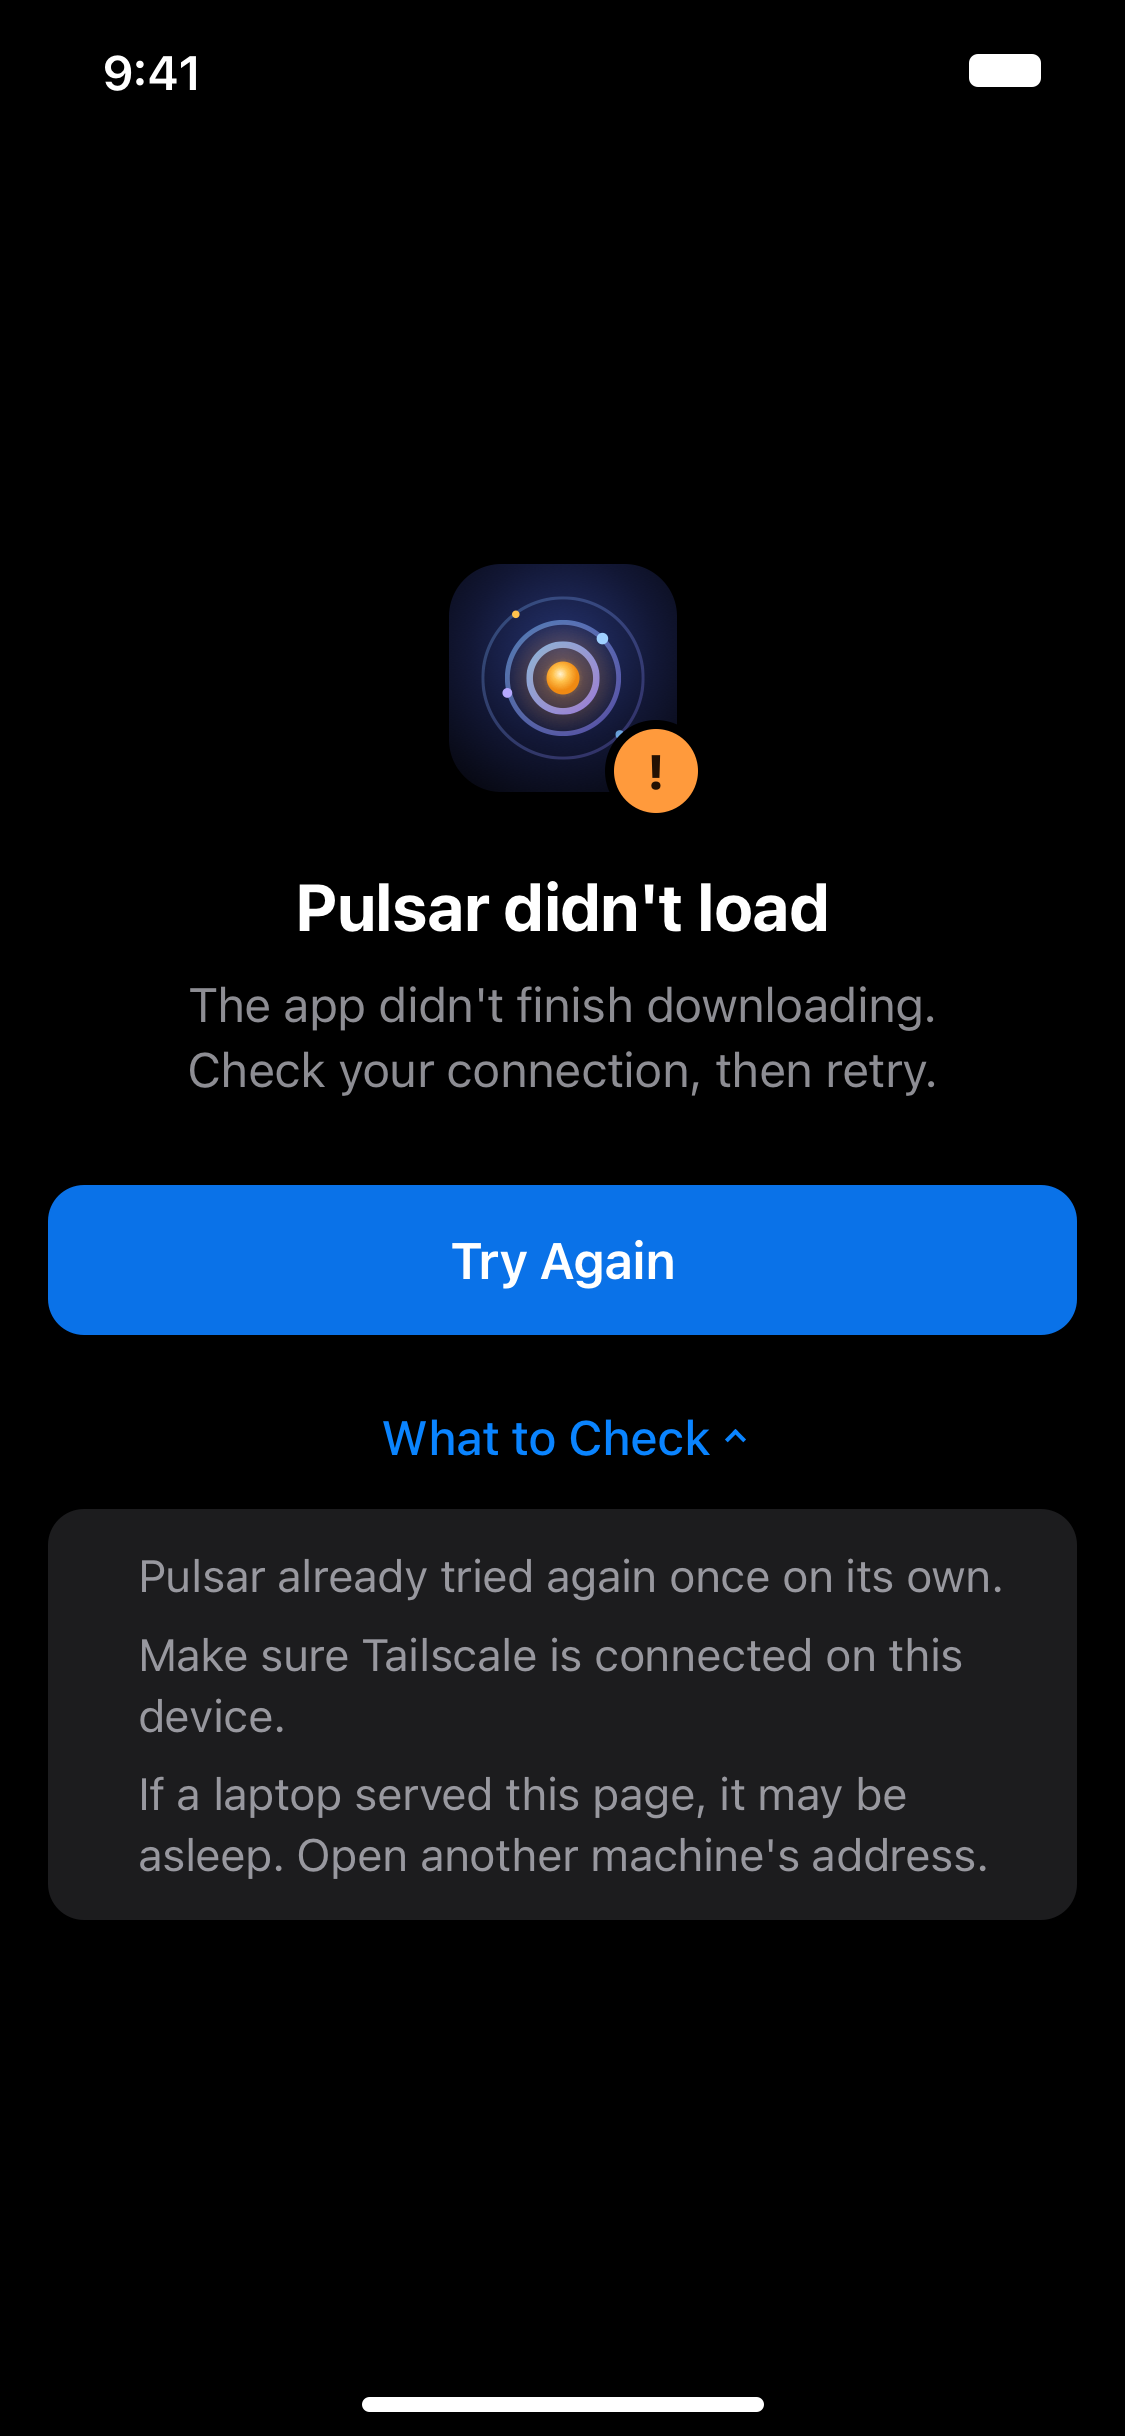 9:41
!
Pulsar didn't load
The app didn't finish downloading.
Check your connection, then retry.
Try Again
What to Check
Pulsar already tried again once on its own.
Make sure Tailscale is connected on this
device.
If a laptop served this page, it may be
asleep. Open another machine's address.